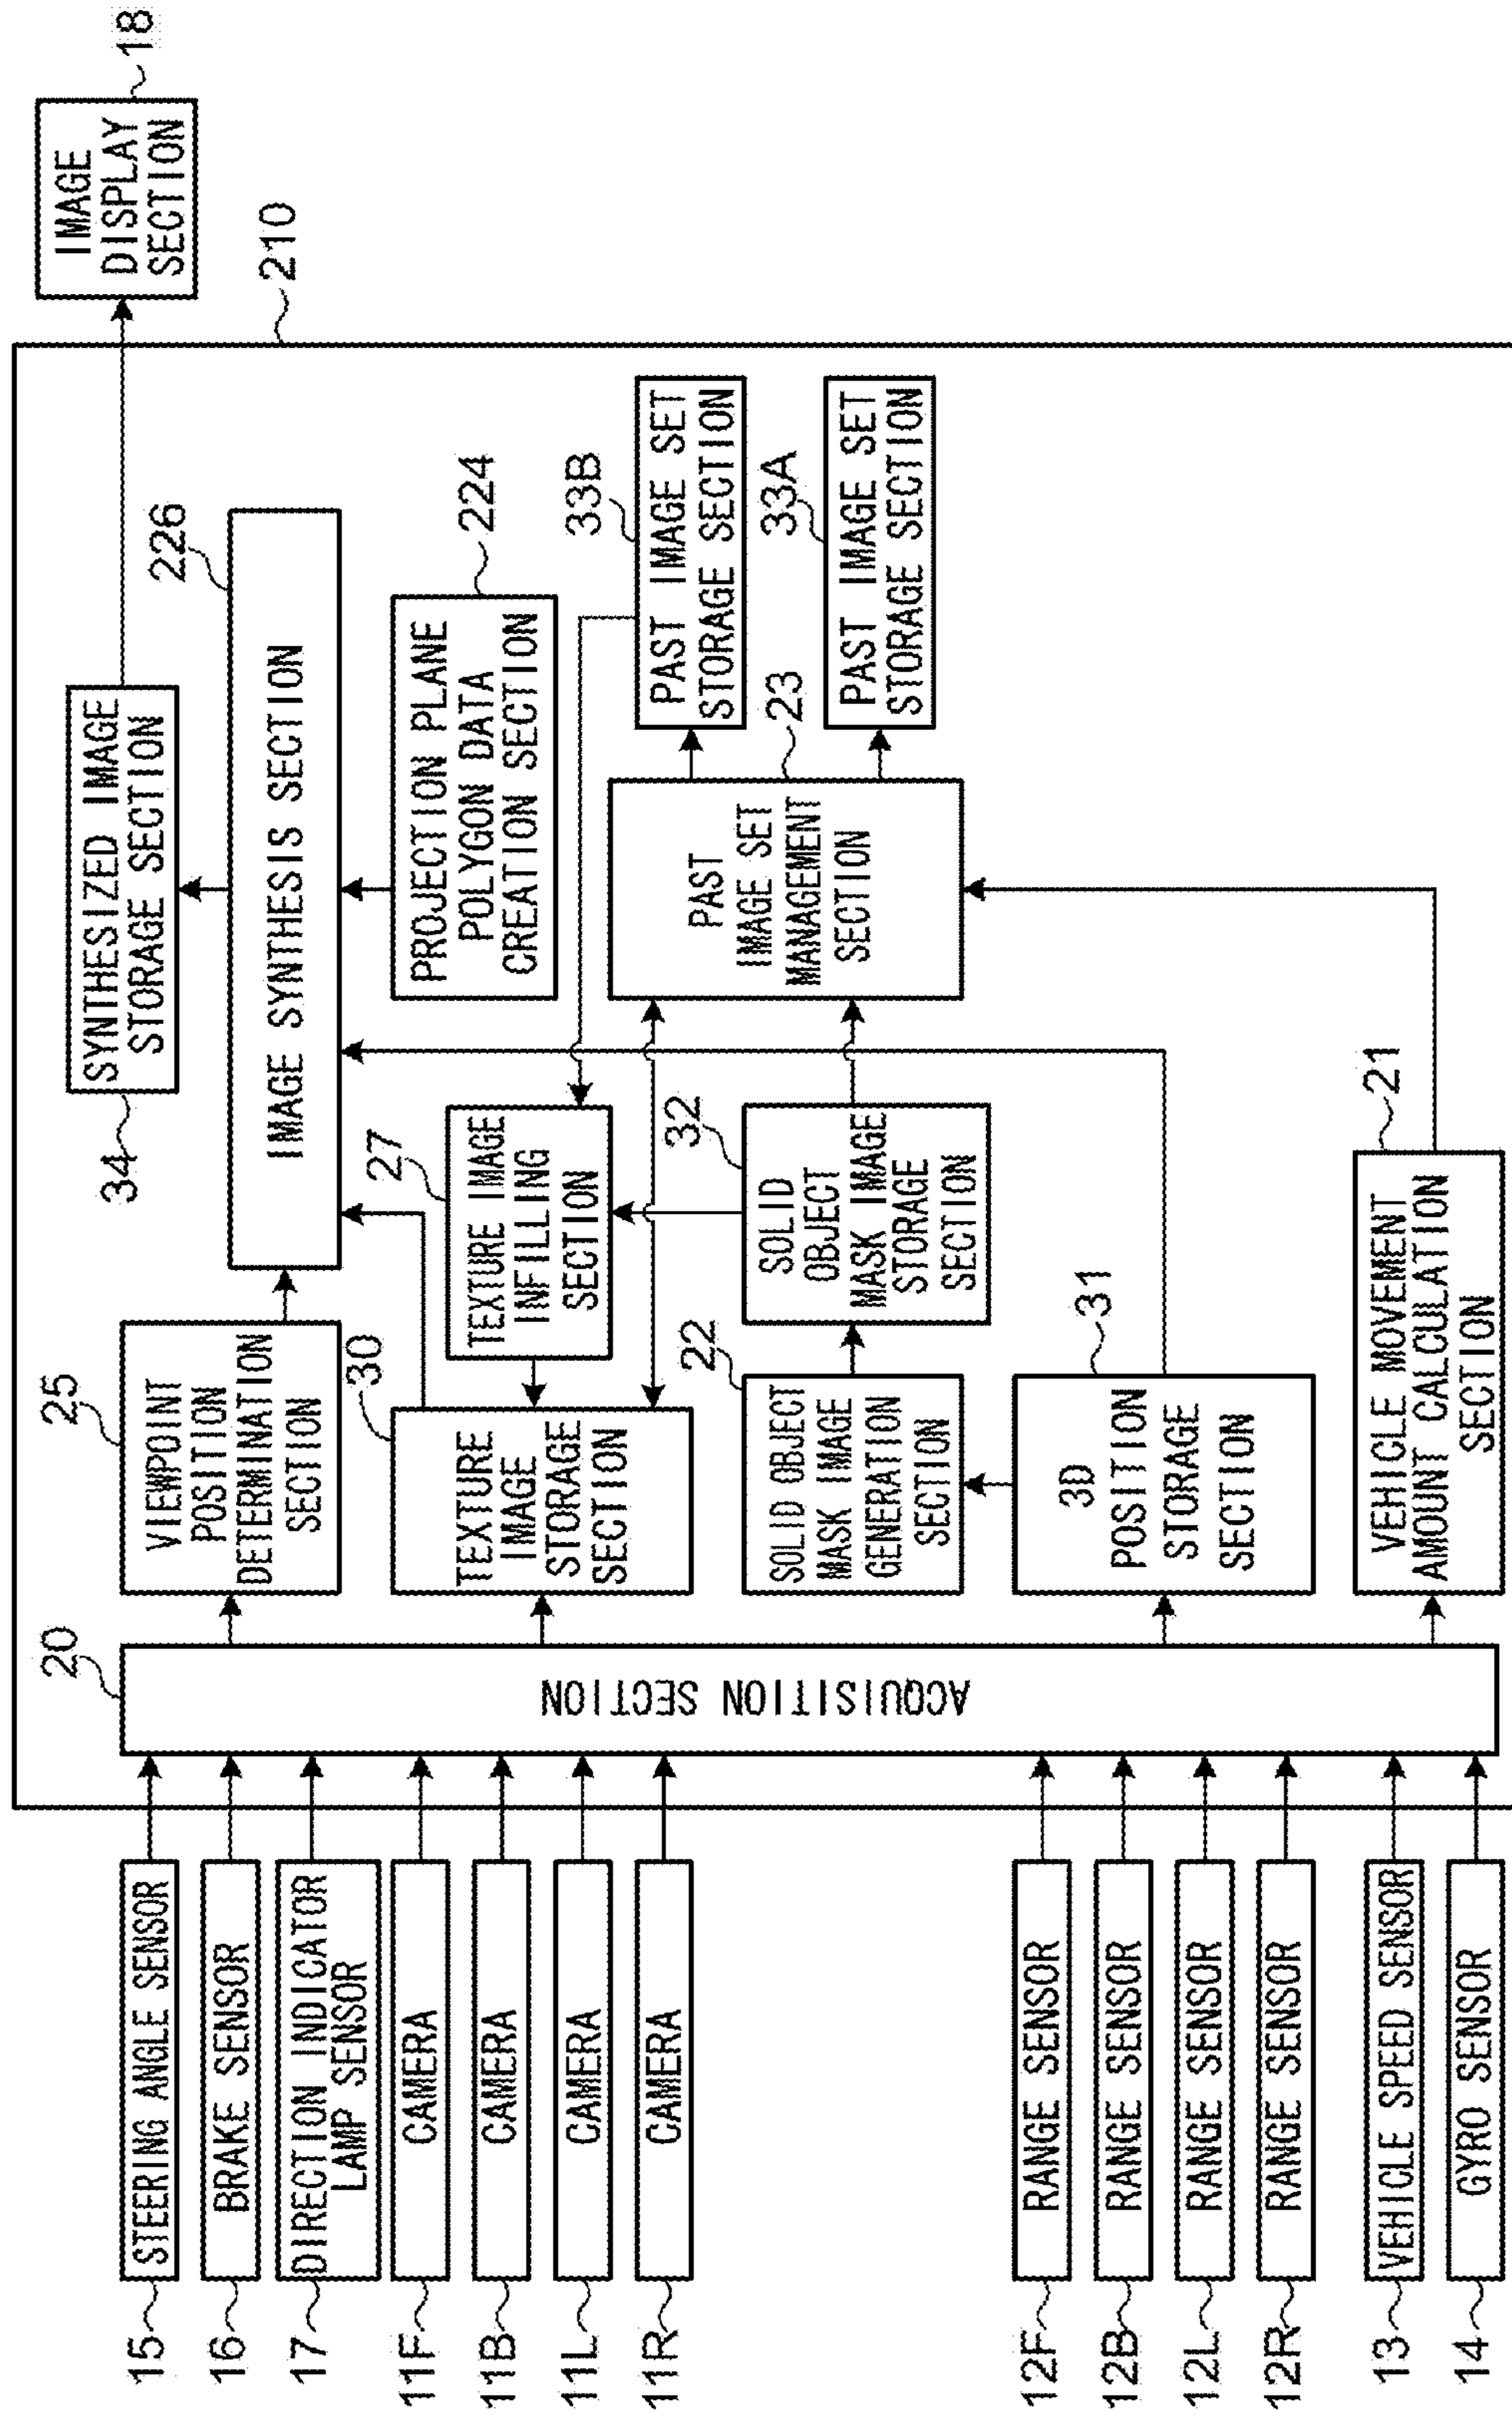 15
STEERING ANGLE SENSOR
16
BRAKE SENSOR
17
DIRECTION INDICATOR
LAMP SENSOR
11F
CAMERA
11B
CAMERA
11L
CAMERA
11R
CAMERA
12F
RANGE SENSOR
12B
RANGE SENSOR
12L
RANGE SENSOR
12R
RANGE SENSOR
13
VEHICLE SPEED SENSOR
14
GYRO SENSOR
20
ACQUISITION SECTION
25
VIEWPOINT
POSITION
DETERMINATION
SECTION
30
TEXTURE
IMAGE
STORAGE
SECTION
22
SOLID OBJECT
MASK IMAGE
GENERATION
SECTION
31
3D
POSITION
STORAGE
SECTION
21
VEHICLE MOVEMENT
AMOUNT CALCULATION
SECTION
27
TEXTURE IMAGE
INFILLING
SECTION
32
SOLID
OBJECT
MASK IMAGE
STORAGE
SECTION
34
SYNTHESIZED IMAGE
STORAGE SECTION
226
IMAGE SYNTHESIS SECTION
224
PROJECTION PLANE
POLYGON DATA
CREATION SECTION
23
PAST
IMAGE SET
MANAGEMENT
SECTION
33B
PAST IMAGE SET
STORAGE SECTION
33A
PAST IMAGE SET
STORAGE SECTION
210
18
IMAGE
DISPLAY
SECTION